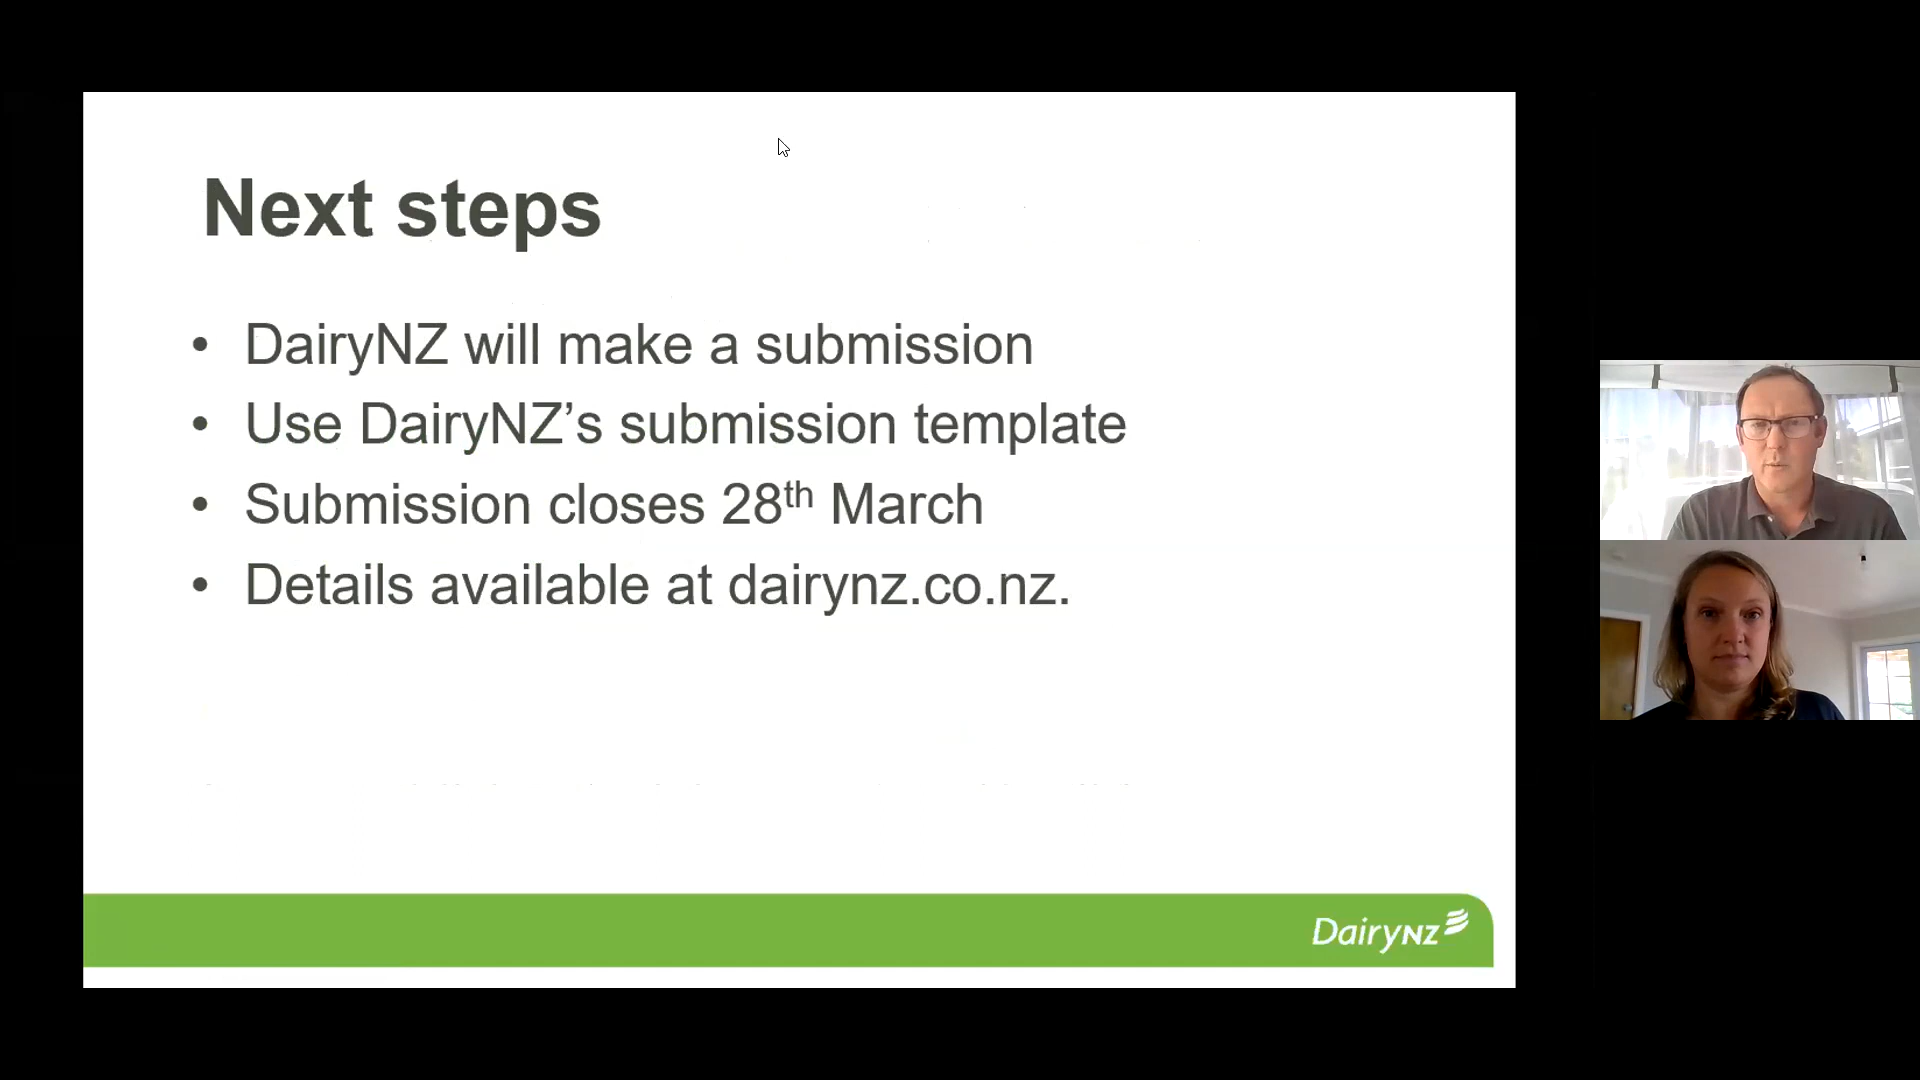 Next steps
• DairyNZ will make a submission
• Use DairyNZ’s submission template
• Submission closes 28th March
• Details available at dairynz.co.nz.
DairyNZ